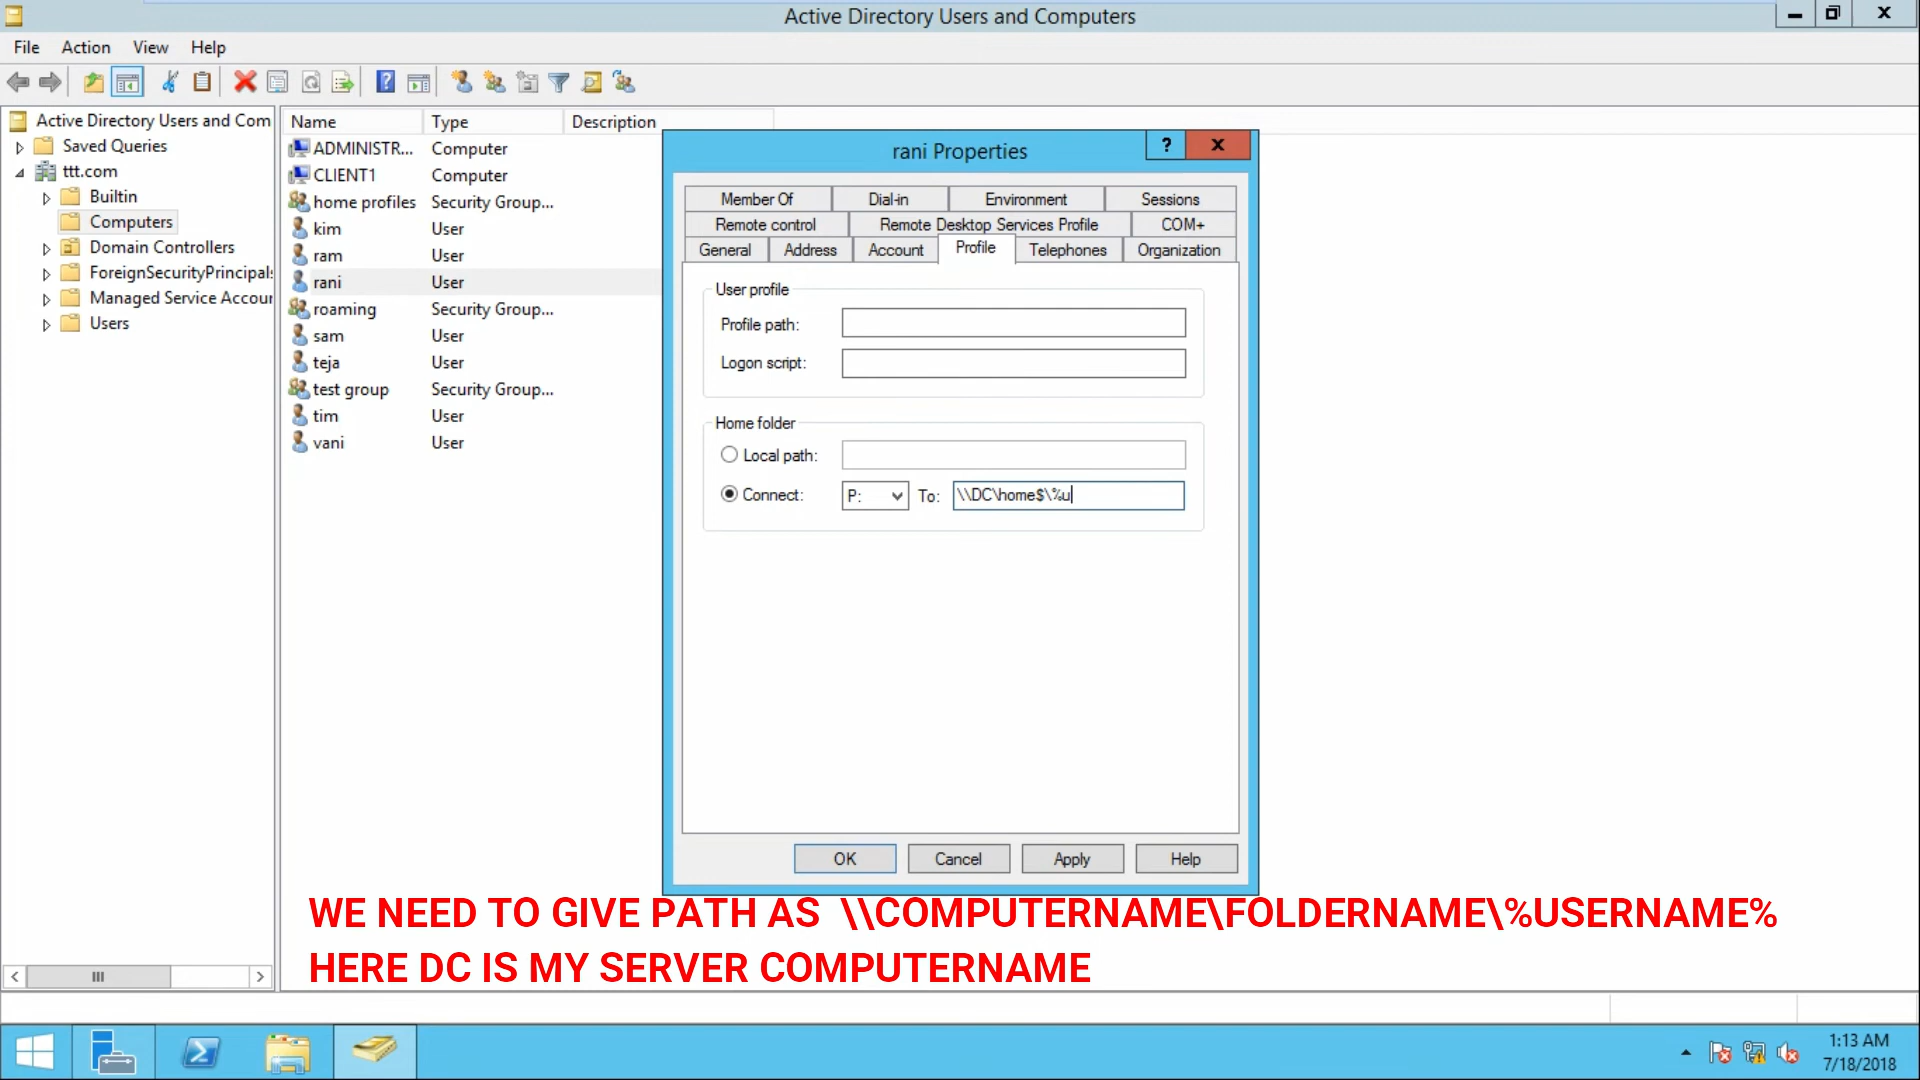 Active Directory Users and Computers
File Action View Help
Active Directory Users and Com
Saved Queries
ttt.com
Builtin
Computers
Domain Controllers
ForeignSecurityPrincipals
Managed Service Accoun
Users
Name Type Description
ADMINISTR... Computer
CLIENT1 Computer
home profiles Security Group...
kim User
ram User
rani User
roaming Security Group...
sam User
teja User
test group Security Group...
tim User
vani User
rani Properties
Member Of Dial-in Environment Sessions
Remote control Remote Desktop Services Profile COM+
General Address Account Profile Telephones Organization
User profile
Profile path:
Logon script:
Home folder
Local path:
Connect: P: To: \\DC\home$\%u
OK Cancel Apply Help
WE NEED TO GIVE PATH AS \\COMPUTERNAME\FOLDERNAME\%USERNAME%
HERE DC IS MY SERVER COMPUTERNAME
1:13 AM
7/18/2018